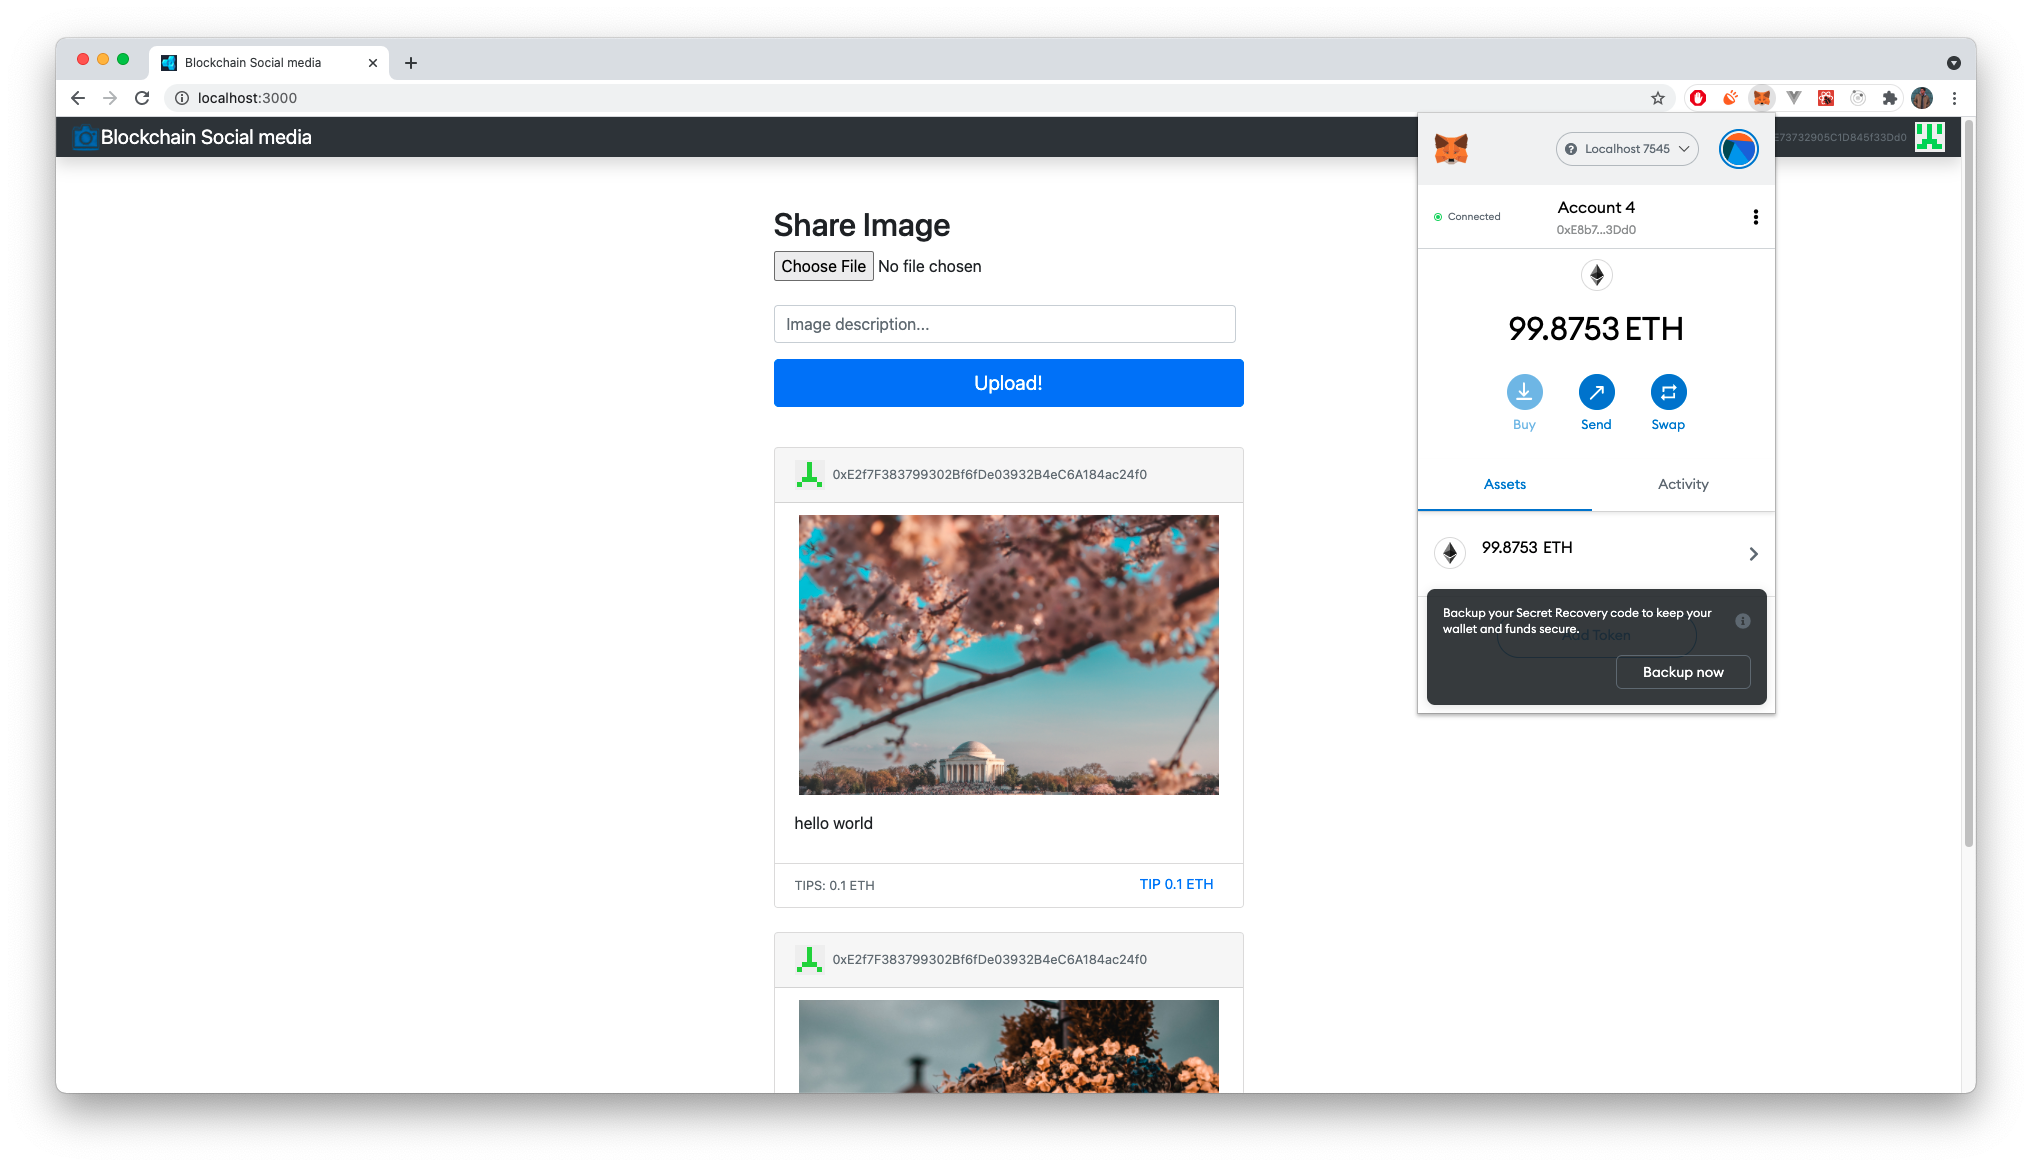 Blockchain Social media
localhost:3000
Blockchain Social media
E73732905C1D845f33Dd0
Localhost 7545
Connected
Account 4
0xE8b7...3Dd0
99.8753 ETH
Buy
Send
Swap
Assets
Activity
99.8753 ETH
Backup your Secret Recovery code to keep your
wallet and funds secure.
Add Token
Backup now
Share Image
Choose File No file chosen
Image description...
Upload!
0xE2f7F383799302Bf6fDe03932B4eC6A184ac24f0
hello world
TIPS: 0.1 ETH
TIP 0.1 ETH
0xE2f7F383799302Bf6fDe03932B4eC6A184ac24f0